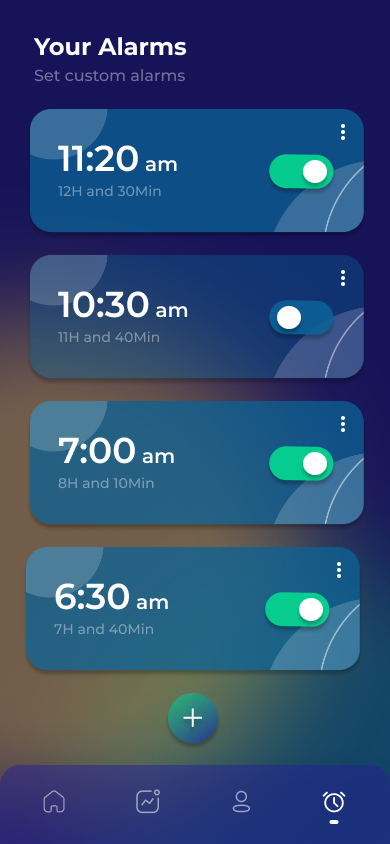 Your Alarms
Set custom alarms
11:20 am
12H and 30Min
10:30 am
11H and 40Min
7:00 am
8H and 10Min
6:30 am
7H and 40Min